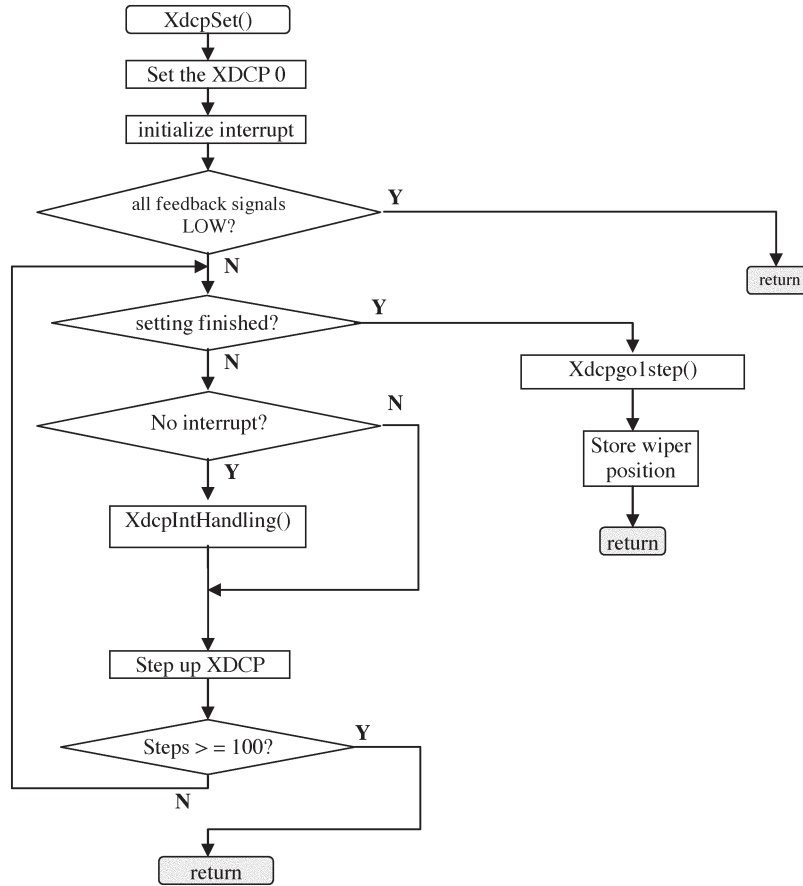 XdcpSet()
Set the XDCP 0
initialize interrupt
all feedback signals
LOW?
Y
return
N
setting finished?
Y
Xdcpgo1step()
Store wiper
position
return
N
No interrupt?
N
Y
XdcpIntHandling()
Step up XDCP
Steps > = 100?
Y
N
return